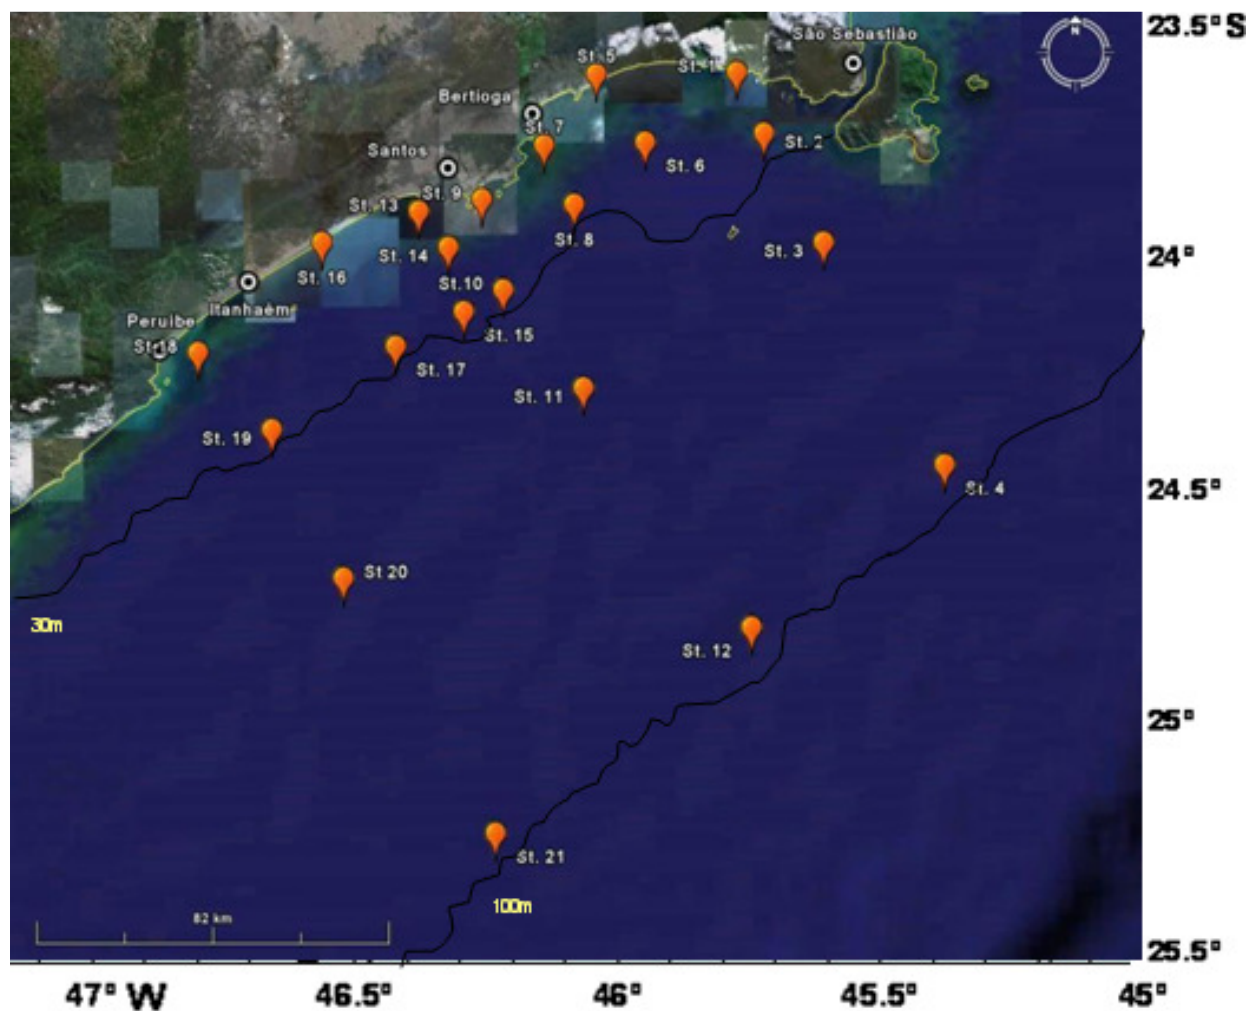 23.5°S
São Sebastião
St. 5
St. 1
Bertioga
St. 7
St. 2
Santos
St. 6
St. 9
St. 13
St. 8
St. 14
St. 3
24°
St. 16
St.10
Itanhaém
Peruíbe
St.18
St. 15
St. 17
St. 11
St. 19
St. 4
24.5°
St 20
30m
St. 12
25°
St. 21
100m
82 km
25.5°
47° W
46.5°
46°
45.5°
45°
N